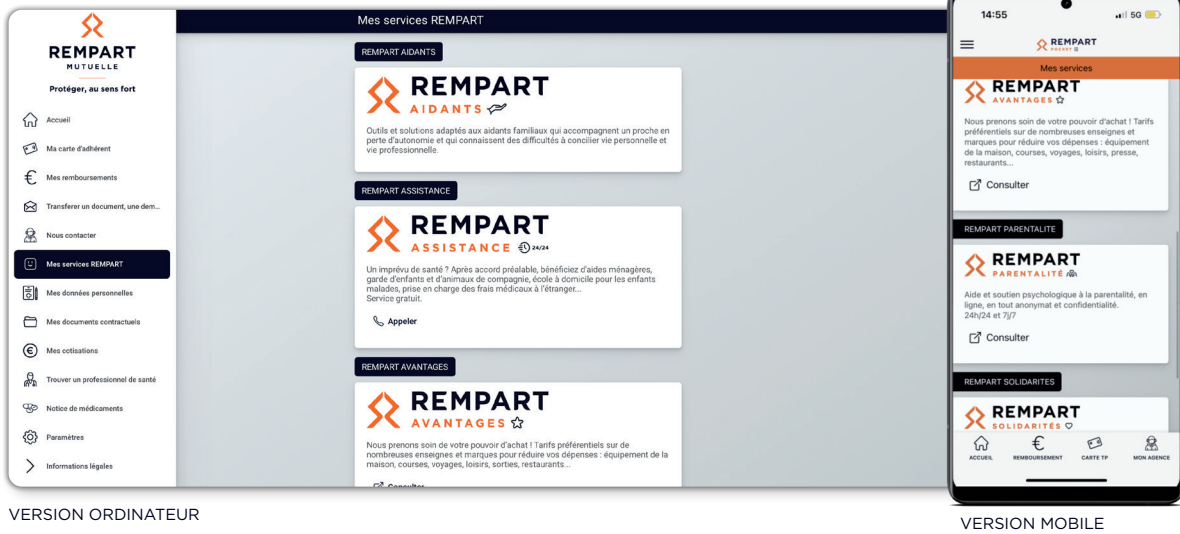 REMPART
MUTUELLE
Protéger, au sens fort
Accueil
Ma carte d'adhérent
Mes remboursements
Transferer un document, une dem...
Nous contacter
Mes services REMPART
Mes données personnelles
Mes documents contractuels
Mes cotisations
Trouver un professionnel de santé
Notice de médicaments
Paramètres
Informations légales
Mes services REMPART
REMPART AIDANTS
REMPART
AIDANTS
Outils et solutions adaptés aux aidants familiaux qui accompagnent un proche en
perte d'autonomie et qui connaissent des difficultés à concilier vie personnelle et
vie professionnelle.
REMPART ASSISTANCE
REMPART
ASSISTANCE 24/24
Un imprévu de santé ? Après accord préalable, bénéficiez d'aides ménagères,
garde d'enfants et d'animaux de compagnie, école à domicile pour les enfants
malades, prise en charge des frais médicaux à l'étranger...
Service gratuit.
Appeler
REMPART AVANTAGES
REMPART
AVANTAGES
Nous prenons soin de votre pouvoir d'achat ! Tarifs préférentiels sur de
nombreuses enseignes et marques pour réduire vos dépenses : équipement de la
maison, courses, voyages, loisirs, sorties, restaurants...
Consulter
VERSION ORDINATEUR
14:55
5G
REMPART
POCKET
Mes services
REMPART
AVANTAGES
Nous prenons soin de votre pouvoir d'achat ! Tarifs
préférentiels sur de nombreuses enseignes et
marques pour réduire vos dépenses : équipement
de la maison, courses, voyages, loisirs, presse,
restaurants...
Consulter
REMPART PARENTALITE
REMPART
PARENTALITÉ
Aide et soutien psychologique à la parentalité, en
ligne, en tout anonymat et confidentialité.
24h/24 et 7j/7
Consulter
REMPART SOLIDARITES
REMPART
SOLIDARITÉS
ACCUEIL
REMBOURSEMENT
CARTE TP
MON AGENCE
VERSION MOBILE